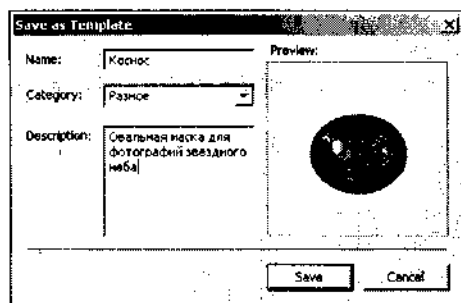 Save as Template
Name:
Космос
Preview:
Category:
Разное
Description:
Овальная маска для
фотографий звездного
неба
Save
Cancel